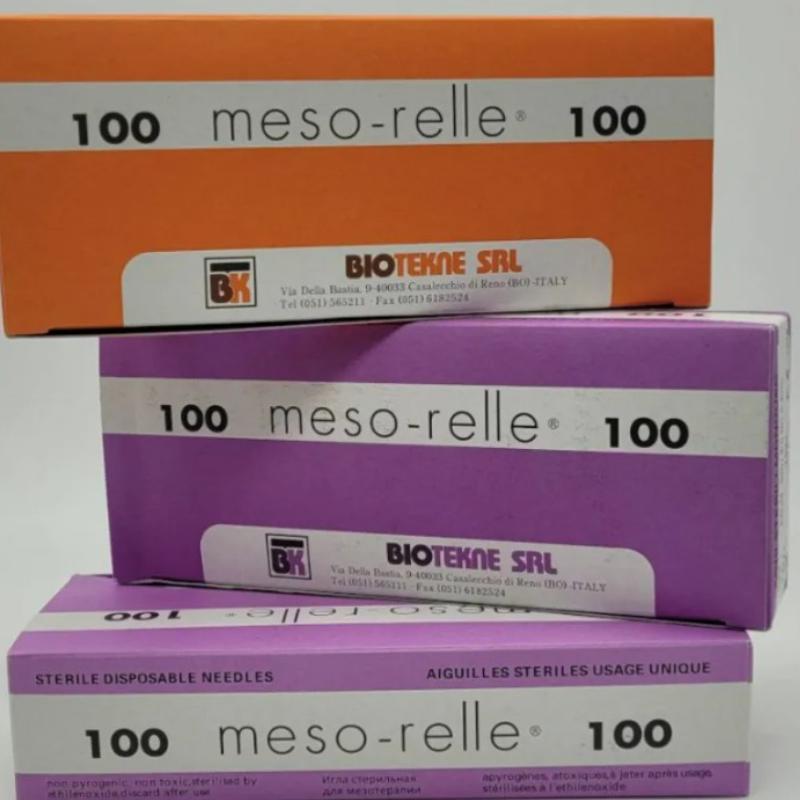 100 meso-relle® 100
BK BIOTEKNE SRL
Via Della Bastia, 9-40033 Casalecchio di Reno (BO)-ITALY
Tel (051) 565211 - Fax (051) 6182524
100
100 meso-relle® 100
BK BIOTEKNE SRL
Via Della Bastia, 9-40033 Casalecchio di Reno (BO)-ITALY
Tel (051) 565211 - Fax (051) 6182524
100 meso-relle®
STERILE DISPOSABLE NEEDLES AIGUILLES STERILES USAGE UNIQUE
100 meso-relle® 100
non pyrogenic, non toxic, sterilised by Игла стерильная apyrogènes, atoxiques, à jeter après usage,
ethilenoxide, discard after use для мезотерапии stérilisées à l'ethilenoxide